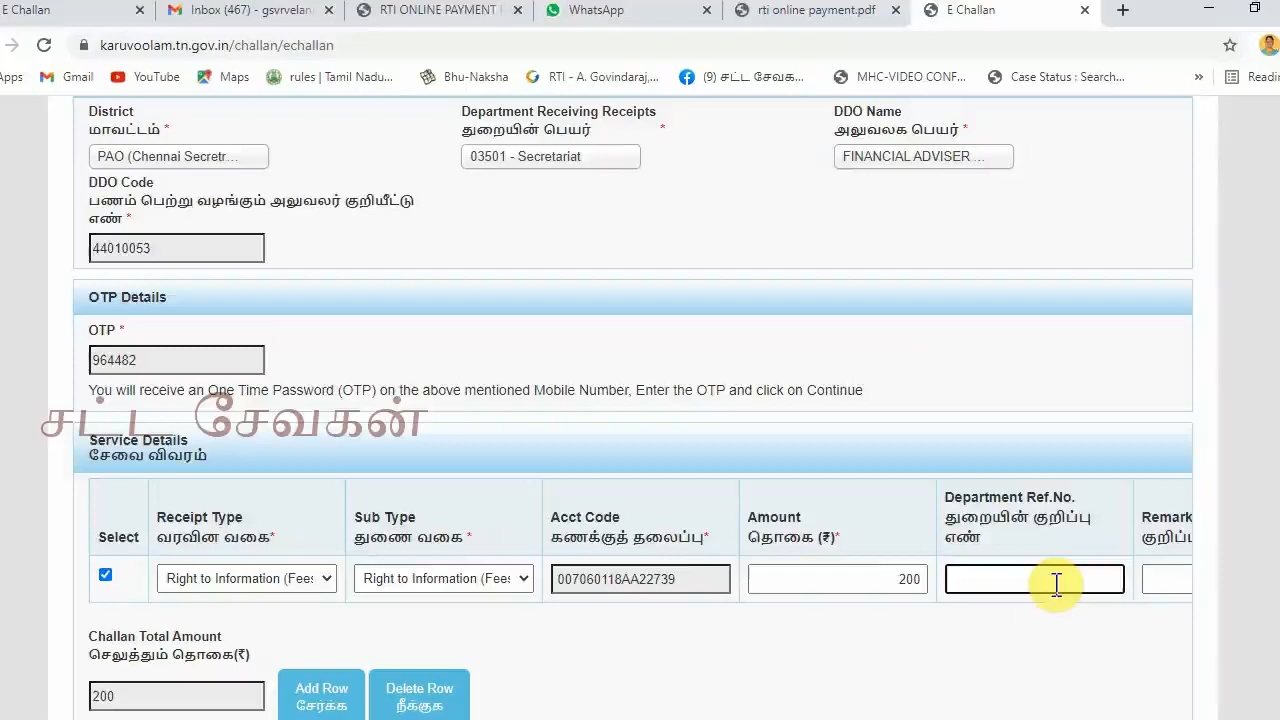 E Challan
Inbox (467) - gsvrvelan
RTI ONLINE PAYMENT
WhatsApp
rti online payment.pdf
E Challan
karuvoolam.tn.gov.in/challan/echallan
Apps
Gmail
YouTube
Maps
rules | Tamil Nadu...
Bhu-Naksha
RTI - A. Govindaraj,...
(9) சட்ட சேவக...
MHC-VIDEO CONF...
Case Status : Search...
»
District
மாவட்டம் *
PAO (Chennai Secretr...
Department Receiving Receipts
துறையின் பெயர் *
03501 - Secretariat
DDO Name
அலுவலக பெயர் *
FINANCIAL ADVISER ...
DDO Code
பணம் பெற்று வழங்கும் அலுவலர் குறியீட்டு
எண் *
44010053
OTP Details
OTP *
964482
You will receive an One Time Password (OTP) on the above mentioned Mobile Number, Enter the OTP and click on Continue
சட்ட சேவகன்
Service Details
சேவை விவரம்
Select
Receipt Type
வரவின வகை*
Sub Type
துணை வகை *
Acct Code
கணக்குத் தலைப்பு*
Amount
தொகை (₹)*
Department Ref.No.
துறையின் குறிப்பு
எண்
Remark
Right to Information (Fees
Right to Information (Fees
007060118AA22739
200
Challan Total Amount
செலுத்தும் தொகை(₹)
200
Add Row
சேர்க்க
Delete Row
நீக்குக